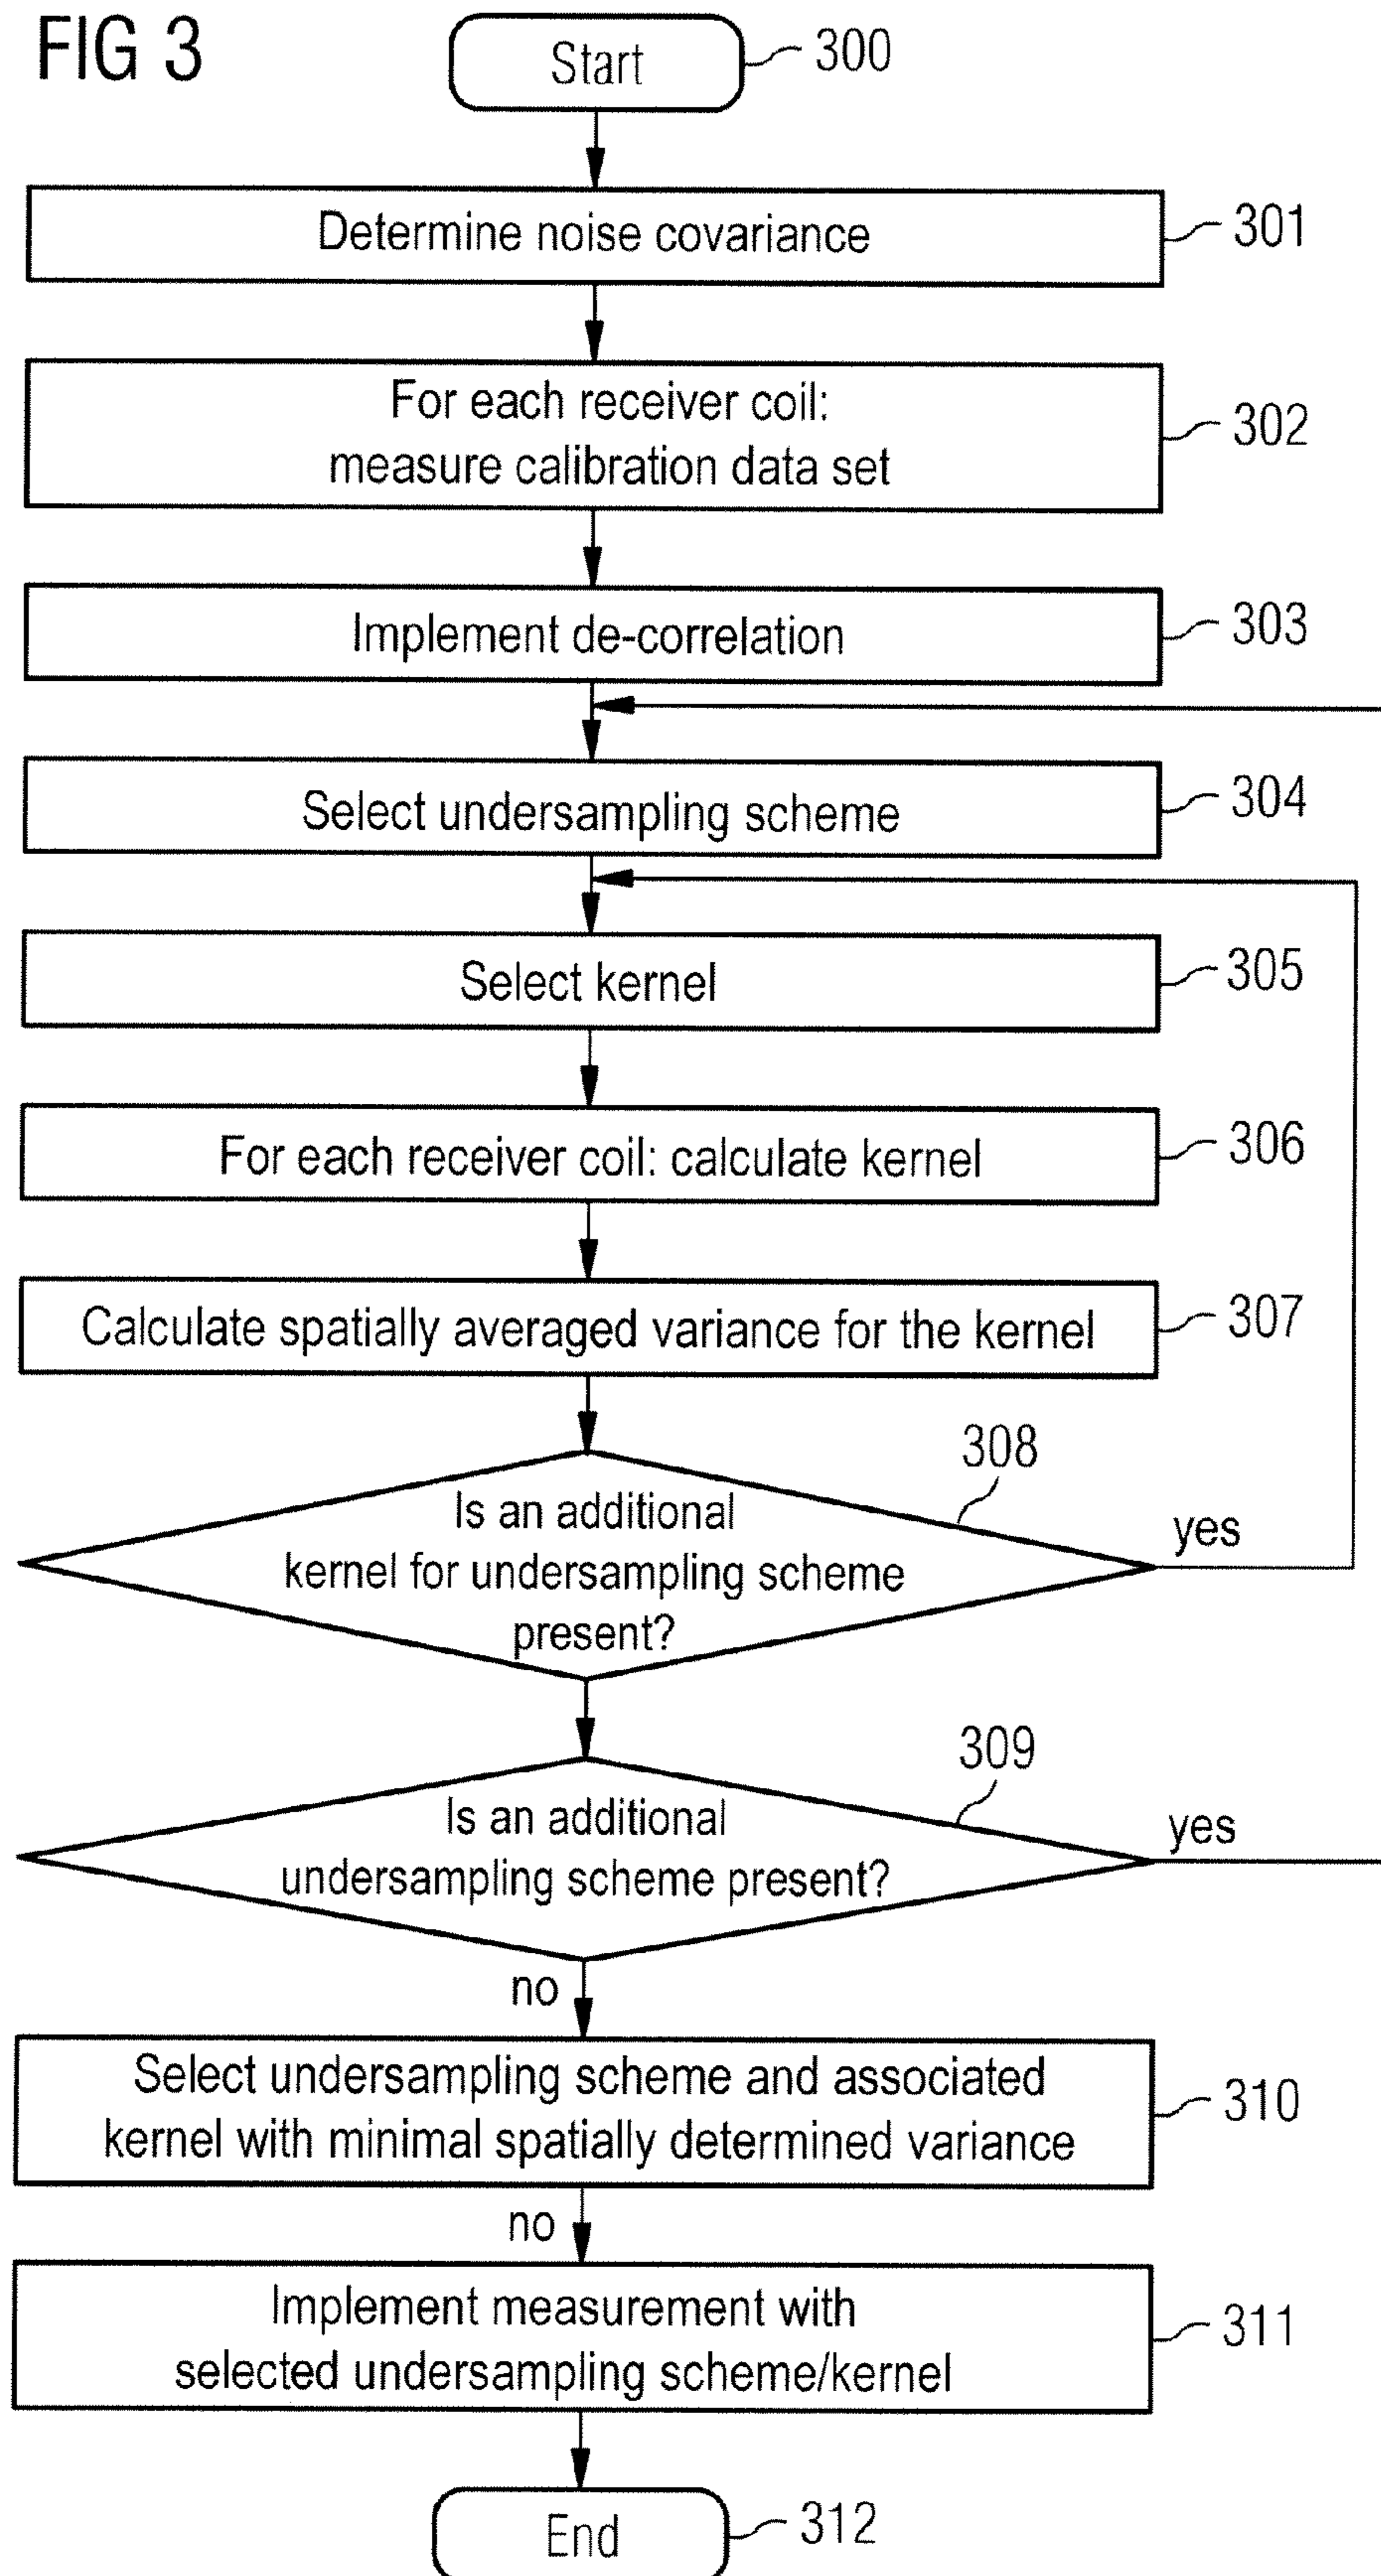 FIG 3
Start
300
Determine noise covariance
301
For each receiver coil:
measure calibration data set
302
Implement de-correlation
303
Select undersampling scheme
304
Select kernel
305
For each receiver coil: calculate kernel
306
Calculate spatially averaged variance for the kernel
307
308
Is an additional
kernel for undersampling scheme
present?
yes
309
Is an additional
undersampling scheme present?
yes
no
Select undersampling scheme and associated
kernel with minimal spatially determined variance
310
no
Implement measurement with
selected undersampling scheme/kernel
311
End
312